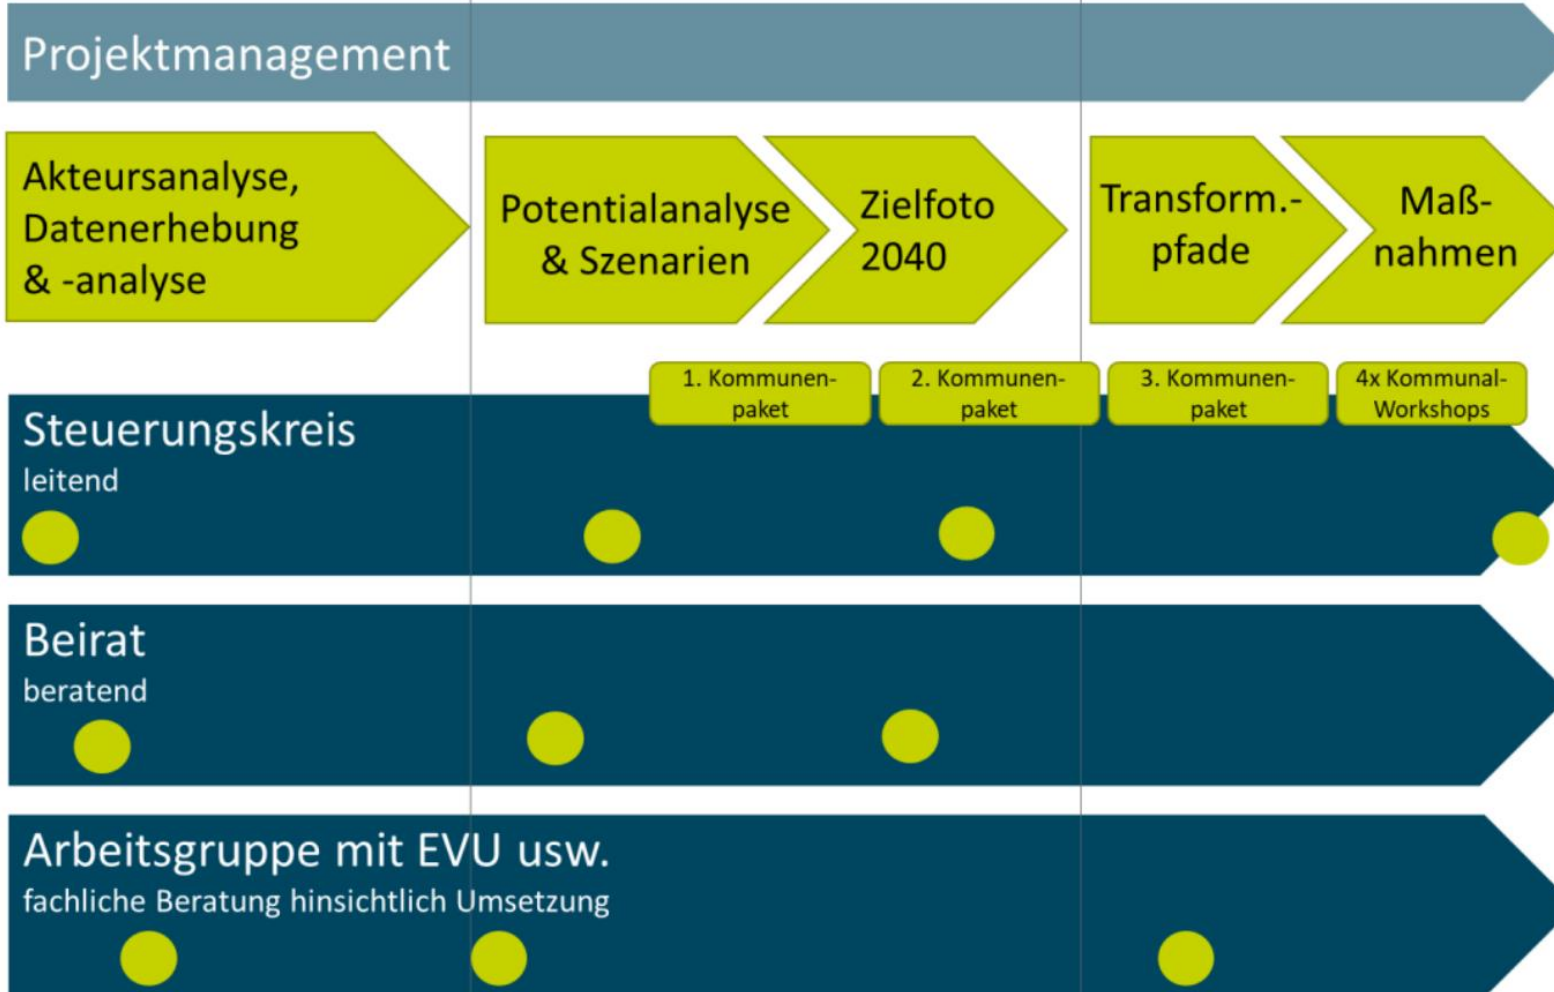 Projektmanagement
Akteursanalyse,
Datenerhebung
& -analyse
Potentialanalyse
& Szenarien
Zielfoto
2040
Transform.-
pfade
Maß-
nahmen
1. Kommunen-
paket
2. Kommunen-
paket
3. Kommunen-
paket
4x Kommunal-
Workshops
Steuerungskreis
leitend
Beirat
beratend
Arbeitsgruppe mit EVU usw.
fachliche Beratung hinsichtlich Umsetzung